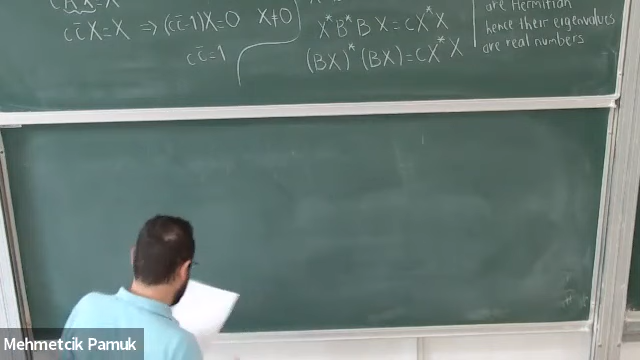 cc̄X=X ⇒ (cc̄-1)X=0 X≠0
cc̄=1
X*B*BX=cX*X
(BX)*(BX)=cX*X
are Hermitian
hence their eigenvalues
are real numbers
Mehmetcik Pamuk